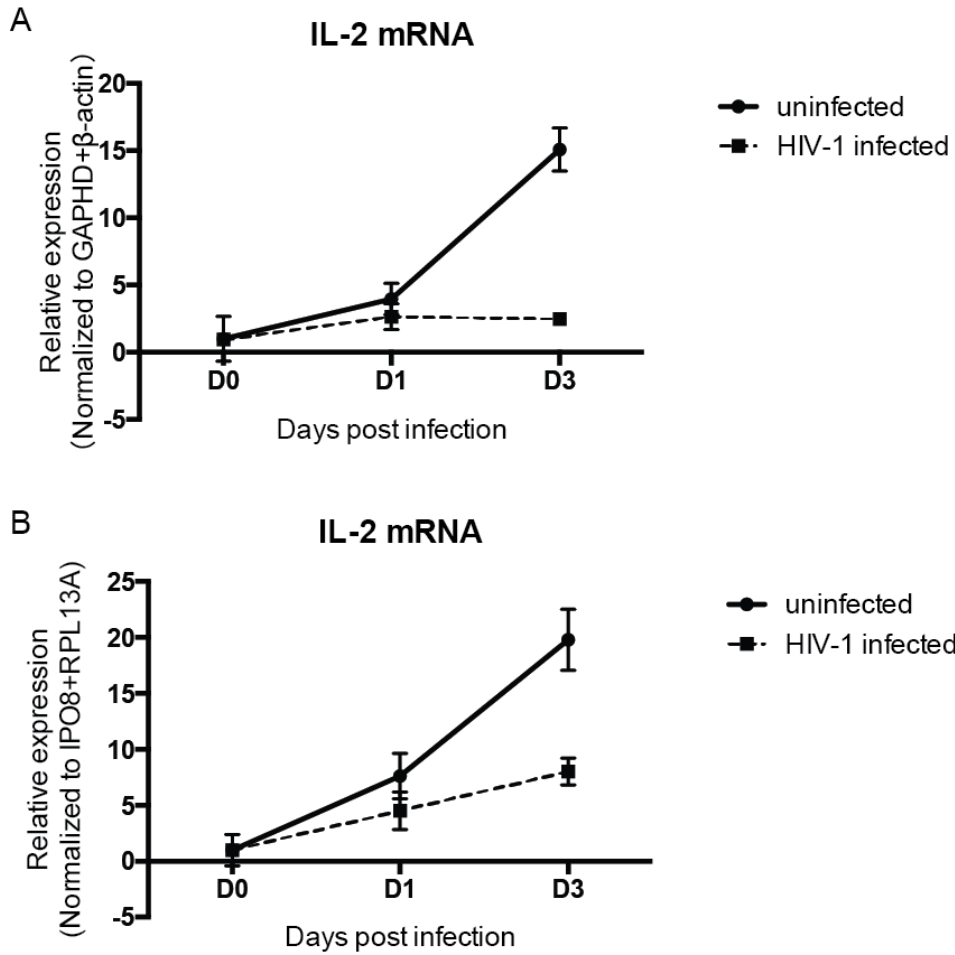 A
IL-2 mRNA
Relative expression
(Normalized to GAPHD+β-actin)
20
15
10
5
0
-5
D0
D1
D3
Days post infection
uninfected
HIV-1 infected
B
IL-2 mRNA
Relative expression
(Normalized to IPO8+RPL13A)
25
20
15
10
5
0
-5
D0
D1
D3
Days post infection
uninfected
HIV-1 infected